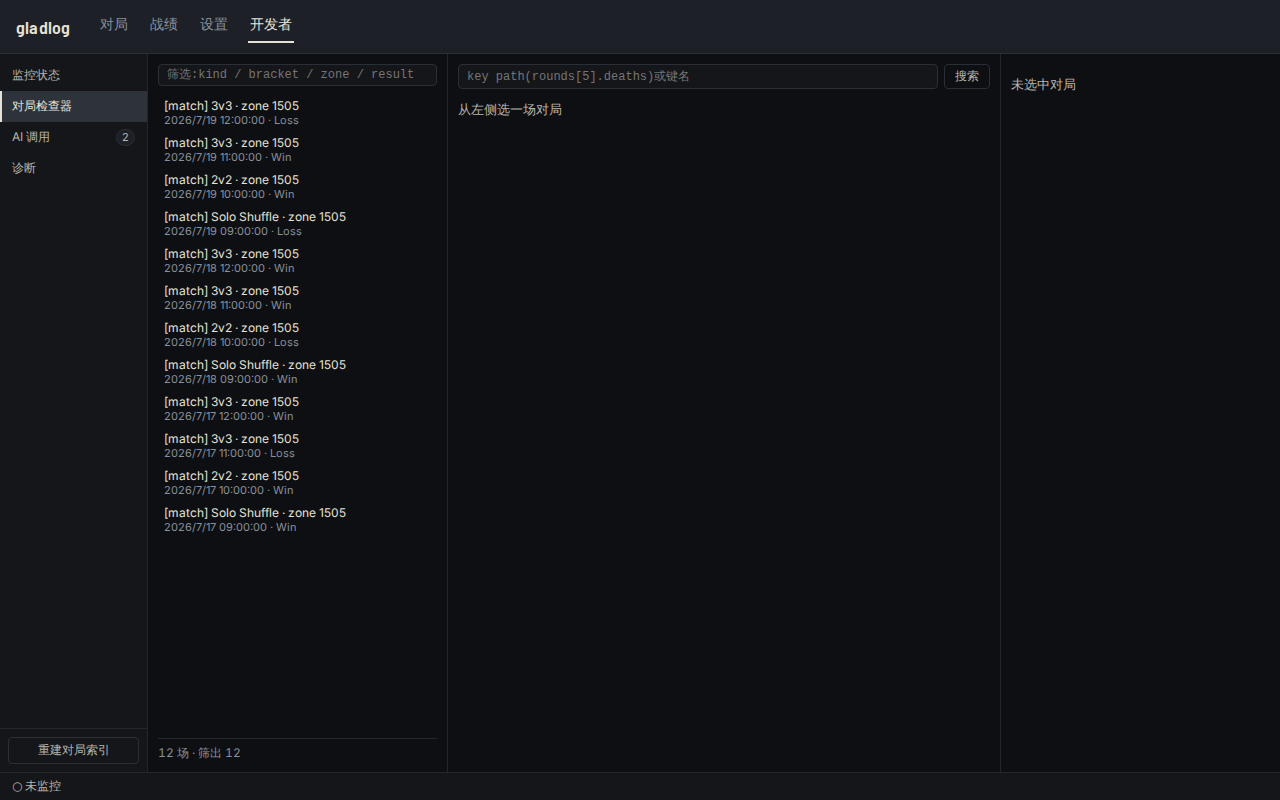 gladlog
对局
战绩
设置
开发者
监控状态
对局检查器
AI 调用
2
诊断
重建对局索引
筛选:kind / bracket / zone / result
[match] 3v3 · zone 1505
2026/7/19 12:00:00 · Loss
[match] 3v3 · zone 1505
2026/7/19 11:00:00 · Win
[match] 2v2 · zone 1505
2026/7/19 10:00:00 · Win
[match] Solo Shuffle · zone 1505
2026/7/19 09:00:00 · Loss
[match] 3v3 · zone 1505
2026/7/18 12:00:00 · Win
[match] 3v3 · zone 1505
2026/7/18 11:00:00 · Win
[match] 2v2 · zone 1505
2026/7/18 10:00:00 · Loss
[match] Solo Shuffle · zone 1505
2026/7/18 09:00:00 · Win
[match] 3v3 · zone 1505
2026/7/17 12:00:00 · Win
[match] 3v3 · zone 1505
2026/7/17 11:00:00 · Loss
[match] 2v2 · zone 1505
2026/7/17 10:00:00 · Win
[match] Solo Shuffle · zone 1505
2026/7/17 09:00:00 · Win
12 场 · 筛出 12
key path(rounds[5].deaths)或键名
搜索
从左侧选一场对局
未选中对局
未监控